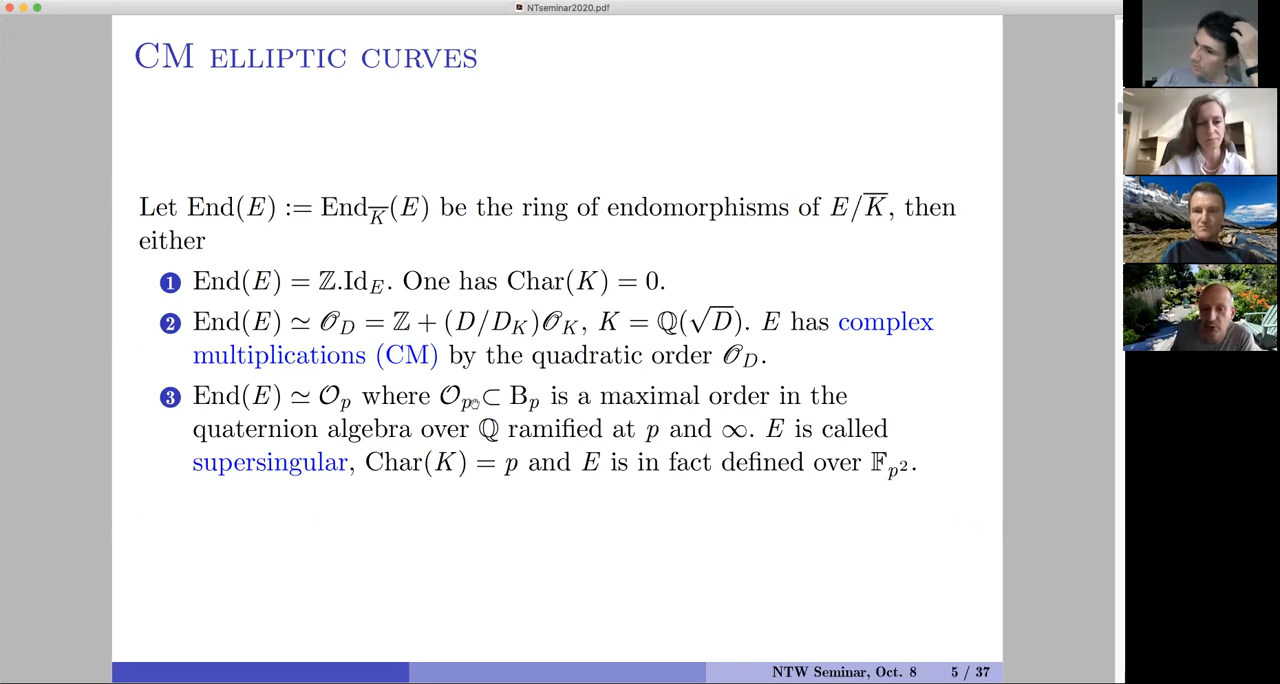 NTseminar2020.pdf
CM ELLIPTIC CURVES
Let End(E) := End_K̅(E) be the ring of endomorphisms of E/K̅, then
either
1 End(E) = ℤ.Id_E. One has Char(K) = 0.
2 End(E) ≃ 𝒪_D = ℤ + (D/D_K)𝒪_K, K = ℚ(√D). E has complex
multiplications (CM) by the quadratic order 𝒪_D.
3 End(E) ≃ 𝒪_p where 𝒪_p ⊂ B_p is a maximal order in the
quaternion algebra over ℚ ramified at p and ∞. E is called
supersingular, Char(K) = p and E is in fact defined over 𝔽_{p²}.
NTW Seminar, Oct. 8 5 / 37